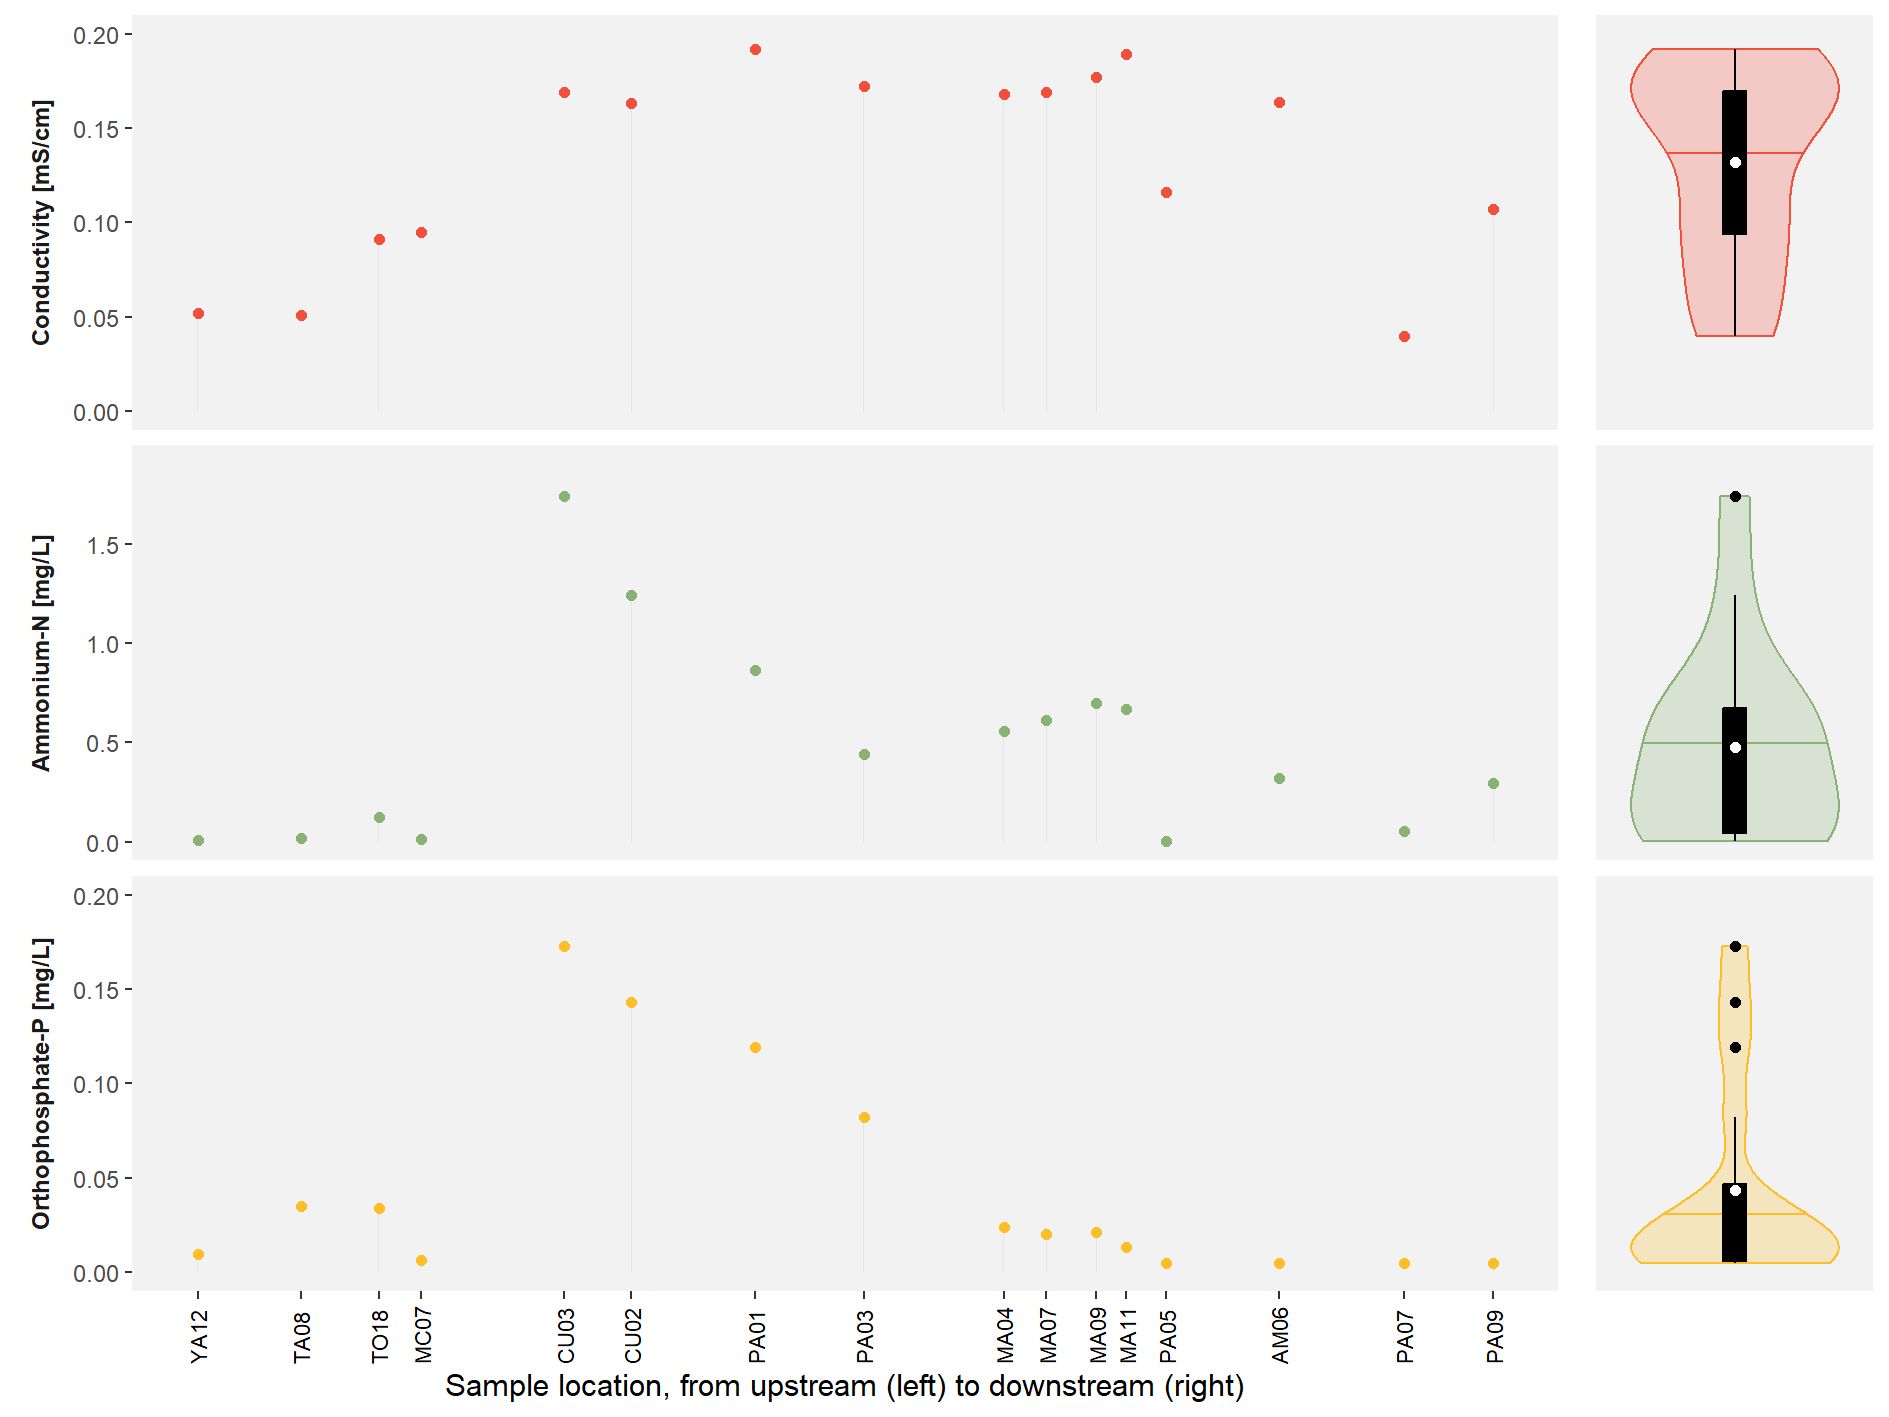 Conductivity [mS/cm]
0.20
0.15
0.10
0.05
0.00
Ammonium-N [mg/L]
1.5
1.0
0.5
0.0
Orthophosphate-P [mg/L]
0.20
0.15
0.10
0.05
0.00
YA12
TA08
TO18
MC07
CU03
CU02
PA01
PA03
MA04
MA07
MA09
MA11
PA05
AM06
PA07
PA09
Sample location, from upstream (left) to downstream (right)